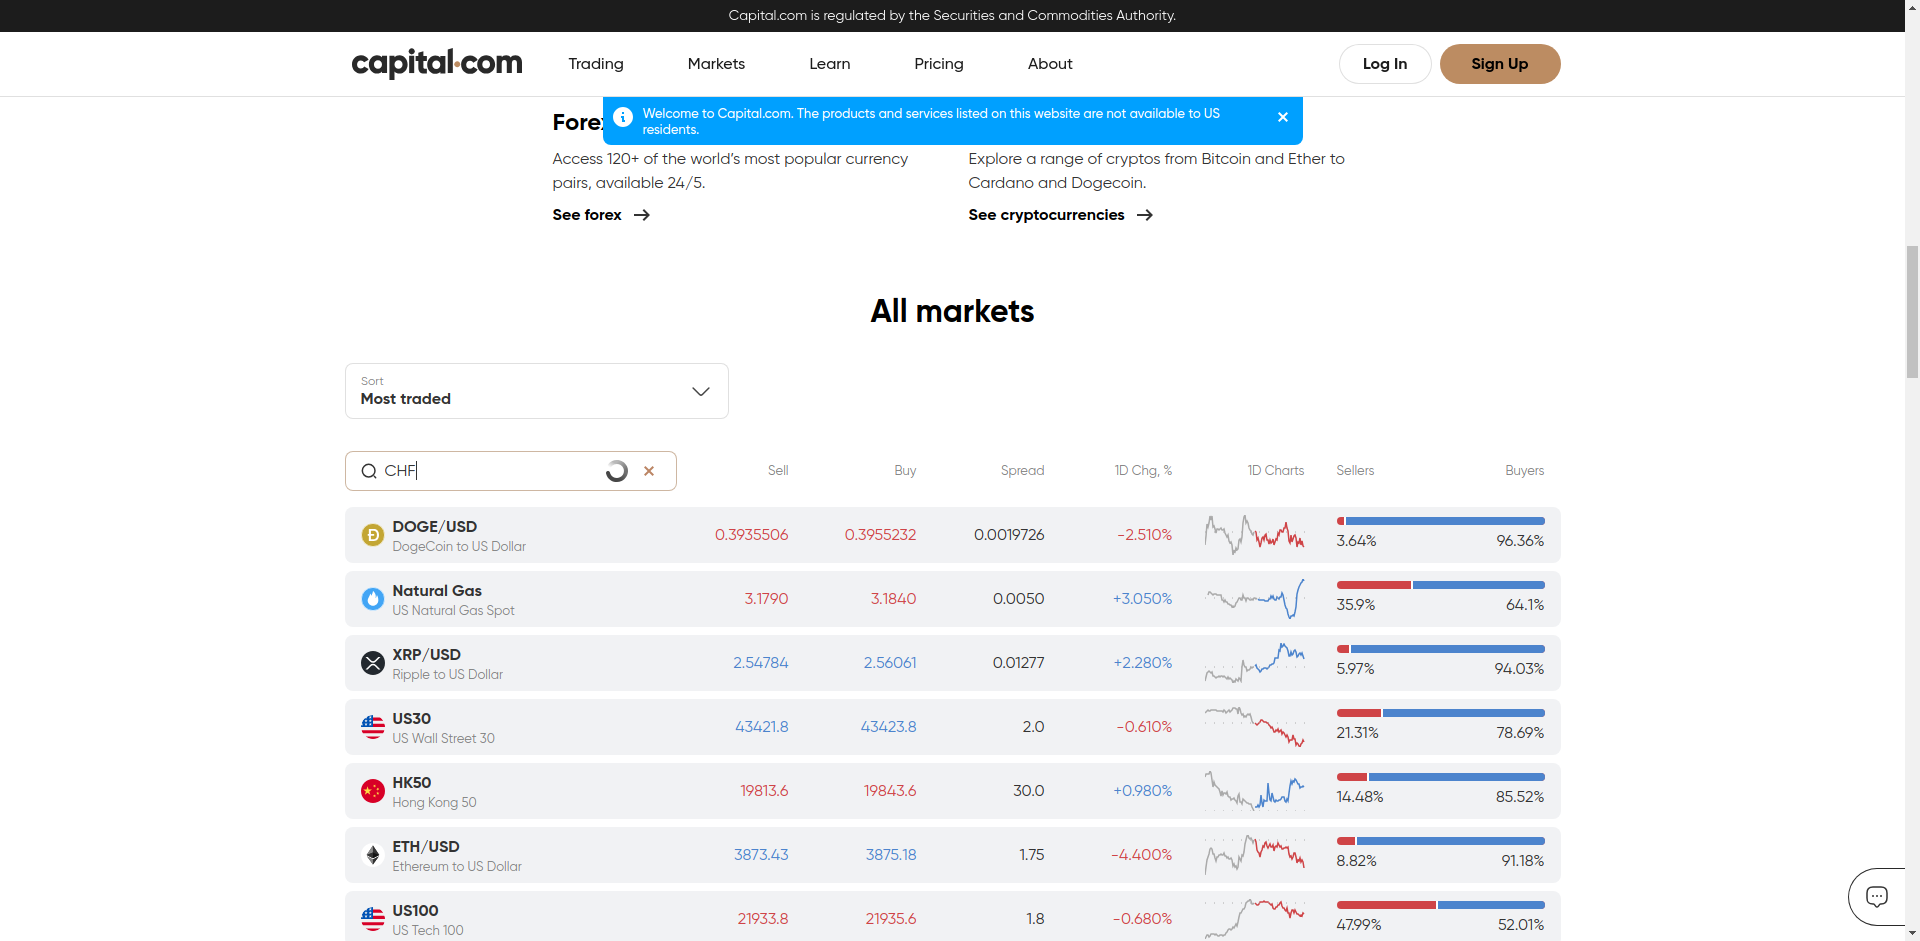 Capital.com is regulated by the Securities and Commodities Authority.
capital.com
Trading
Markets
Learn
Pricing
About
Log In
Sign Up
Welcome to Capital.com. The products and services listed on this website are not available to US
residents.
Access 120+ of the world's most popular currency
pairs, available 24/5.
See forex
Explore a range of cryptos from Bitcoin and Ether to
Cardano and Dogecoin.
See cryptocurrencies
All markets
Sort
Most traded
CHF
Sell
Buy
Spread
1D Chg, %
1D Charts
Sellers
Buyers
DOGE/USD
DogeCoin to US Dollar
0.3935506
0.3955232
0.0019726
-2.510%
3.64%
96.36%
Natural Gas
US Natural Gas Spot
3.1790
3.1840
0.0050
+3.050%
35.9%
64.1%
XRP/USD
Ripple to US Dollar
2.54784
2.56061
0.01277
+2.280%
5.97%
94.03%
US30
US Wall Street 30
43421.8
43423.8
2.0
-0.610%
21.31%
78.69%
HK50
Hong Kong 50
19813.6
19843.6
30.0
+0.980%
14.48%
85.52%
ETH/USD
Ethereum to US Dollar
3873.43
3875.18
1.75
-4.400%
8.82%
91.18%
US100
US Tech 100
21933.8
21935.6
1.8
-0.680%
47.99%
52.01%